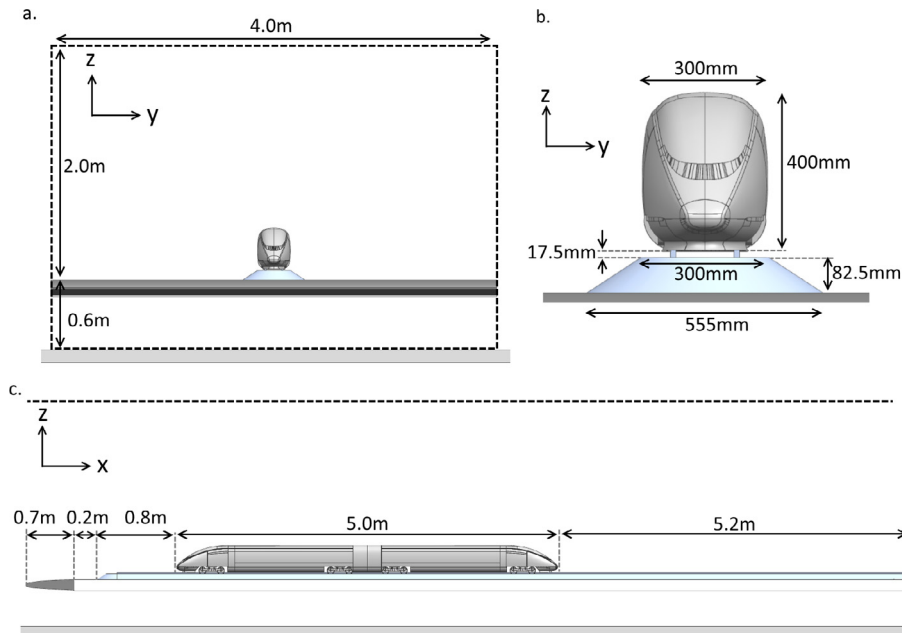 a.
4.0m
z
y
2.0m
0.6m
b.
300mm
z
y
400mm
17.5mm
300mm
82.5mm
555mm
c.
z
x
0.7m
0.2m
0.8m
5.0m
5.2m